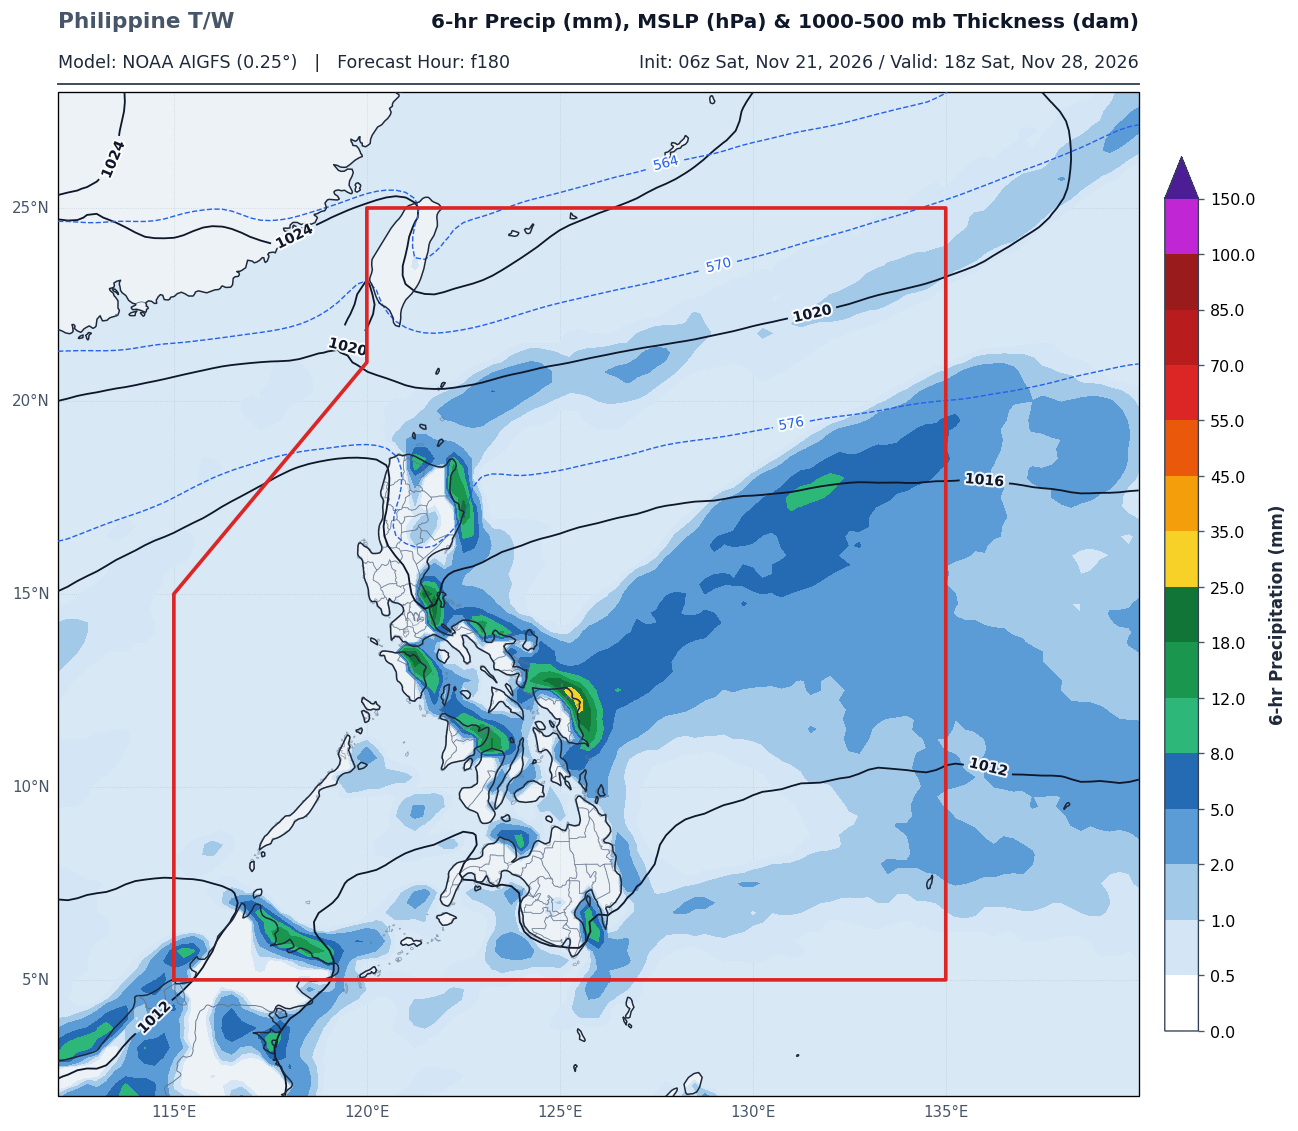 Philippine T/W
6-hr Precip (mm), MSLP (hPa) & 1000-500 mb Thickness (dam)
Model: NOAA AIGFS (0.25°)   |   Forecast Hour: f180
Init: 06z Sat, Nov 21, 2026 / Valid: 18z Sat, Nov 28, 2026
1024
564
1024
570
1020
1020
576
1016
1012
1012
25°N
20°N
15°N
10°N
5°N
115°E
120°E
125°E
130°E
135°E
150.0
100.0
85.0
70.0
55.0
45.0
35.0
25.0
18.0
12.0
8.0
5.0
2.0
1.0
0.5
0.0
6-hr Precipitation (mm)